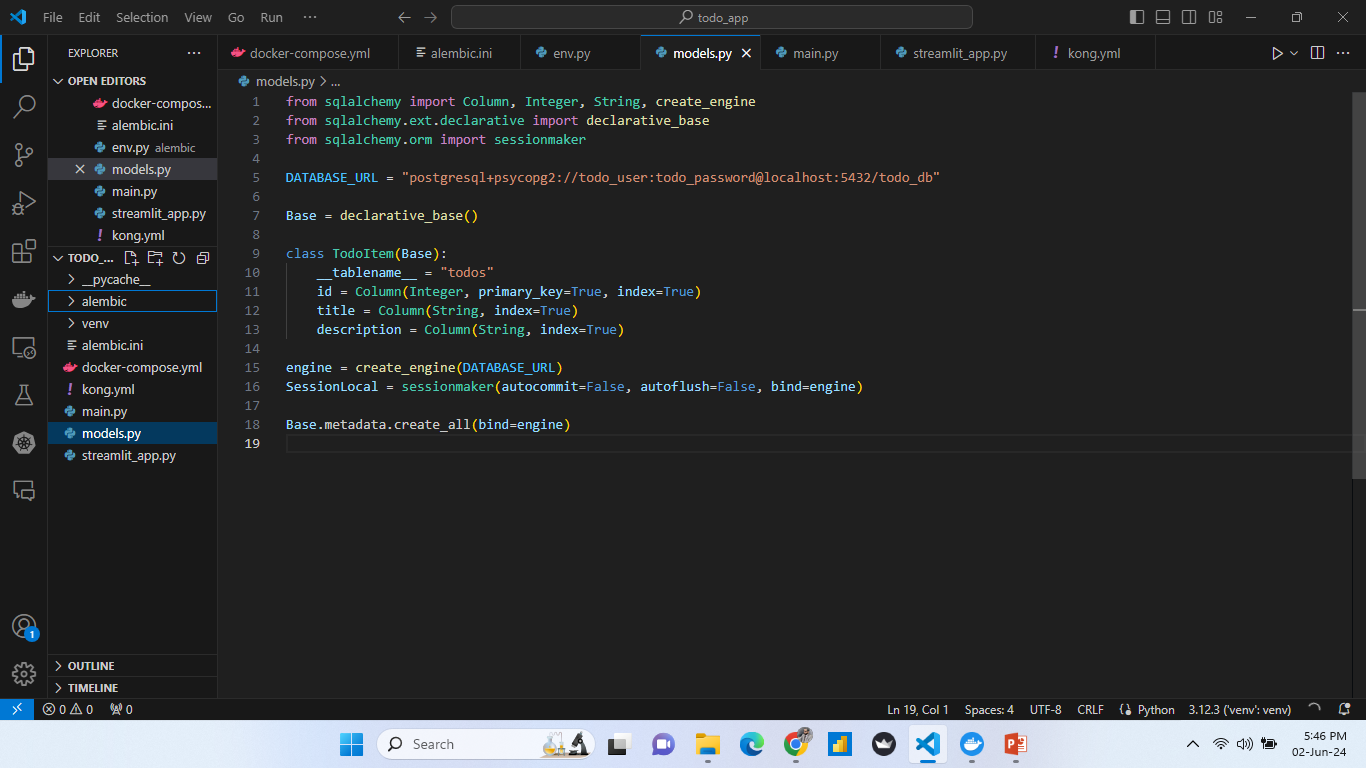 File Edit Selection View Go Run ··· todo_app
EXPLORER ···
OPEN EDITORS
docker-compos...
alembic.ini
env.py alembic
models.py
main.py
streamlit_app.py
kong.yml
TODO_...
__pycache__
alembic
venv
alembic.ini
docker-compose.yml
kong.yml
main.py
models.py
streamlit_app.py
OUTLINE
TIMELINE
docker-compose.yml alembic.ini env.py models.py main.py streamlit_app.py kong.yml
models.py > ...
1 from sqlalchemy import Column, Integer, String, create_engine
2 from sqlalchemy.ext.declarative import declarative_base
3 from sqlalchemy.orm import sessionmaker
4
5 DATABASE_URL = "postgresql+psycopg2://todo_user:todo_password@localhost:5432/todo_db"
6
7 Base = declarative_base()
8
9 class TodoItem(Base):
10     __tablename__ = "todos"
11     id = Column(Integer, primary_key=True, index=True)
12     title = Column(String, index=True)
13     description = Column(String, index=True)
14
15 engine = create_engine(DATABASE_URL)
16 SessionLocal = sessionmaker(autocommit=False, autoflush=False, bind=engine)
17
18 Base.metadata.create_all(bind=engine)
19
1
0 0 0 Ln 19, Col 1 Spaces: 4 UTF-8 CRLF Python 3.12.3 ('venv': venv)
Search
5:46 PM
02-Jun-24